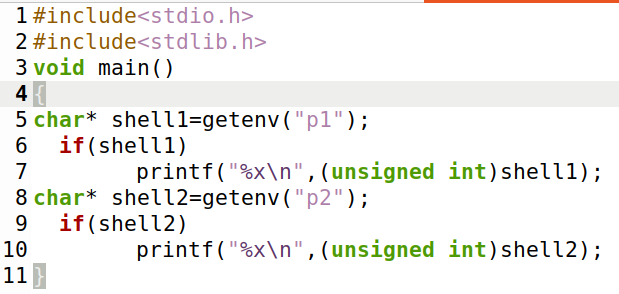 1 #include<stdio.h>
2 #include<stdlib.h>
3 void main()
4 {
5 char* shell1=getenv("p1");
6   if(shell1)
7         printf("%x\n",(unsigned int)shell1);
8 char* shell2=getenv("p2");
9   if(shell2)
10         printf("%x\n",(unsigned int)shell2);
11 }